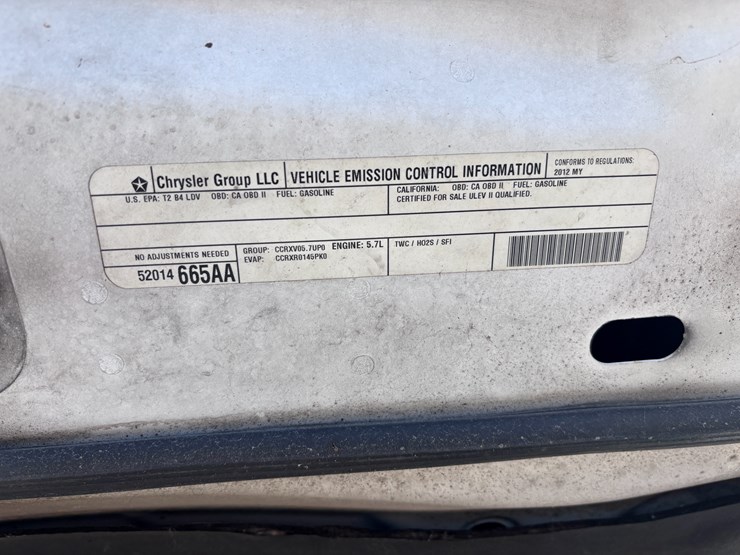 Chrysler Group LLC VEHICLE EMISSION CONTROL INFORMATION CONFORMS TO REGULATIONS:
2012 MY
U.S. EPA: T2 B4 LDV OBD: CA OBD II FUEL: GASOLINE
CALIFORNIA: OBD: CA OBD II FUEL: GASOLINE
CERTIFIED FOR SALE ULEV II QUALIFIED.
NO ADJUSTMENTS NEEDED
52014 665AA
GROUP: CCRXV05.7UP0 ENGINE: 5.7L
EVAP: CCRXR0145PK0
TWC / HO2S / SFI